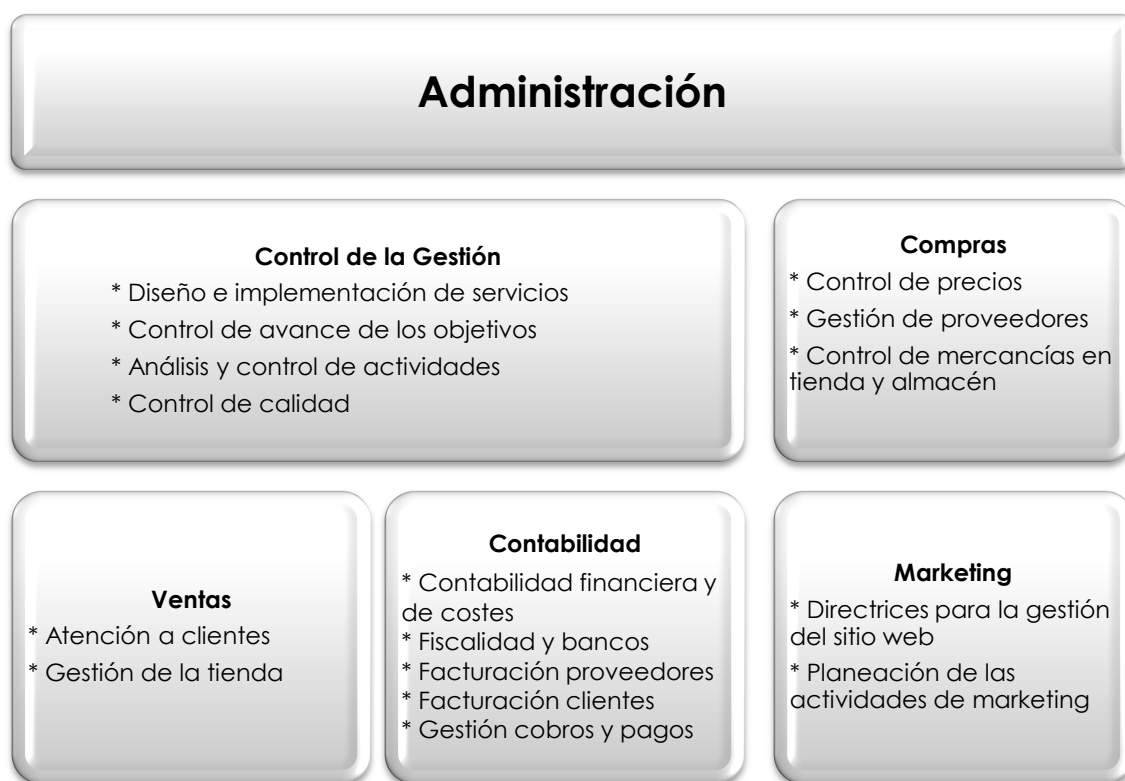 Administración
Control de la Gestión
* Diseño e implementación de servicios
* Control de avance de los objetivos
* Análisis y control de actividades
* Control de calidad
Compras
* Control de precios
* Gestión de proveedores
* Control de mercancías en
tienda y almacén
Ventas
* Atención a clientes
* Gestión de la tienda
Contabilidad
* Contabilidad financiera y
de costes
* Fiscalidad y bancos
* Facturación proveedores
* Facturación clientes
* Gestión cobros y pagos
Marketing
* Directrices para la gestión
del sitio web
* Planeación de las
actividades de marketing